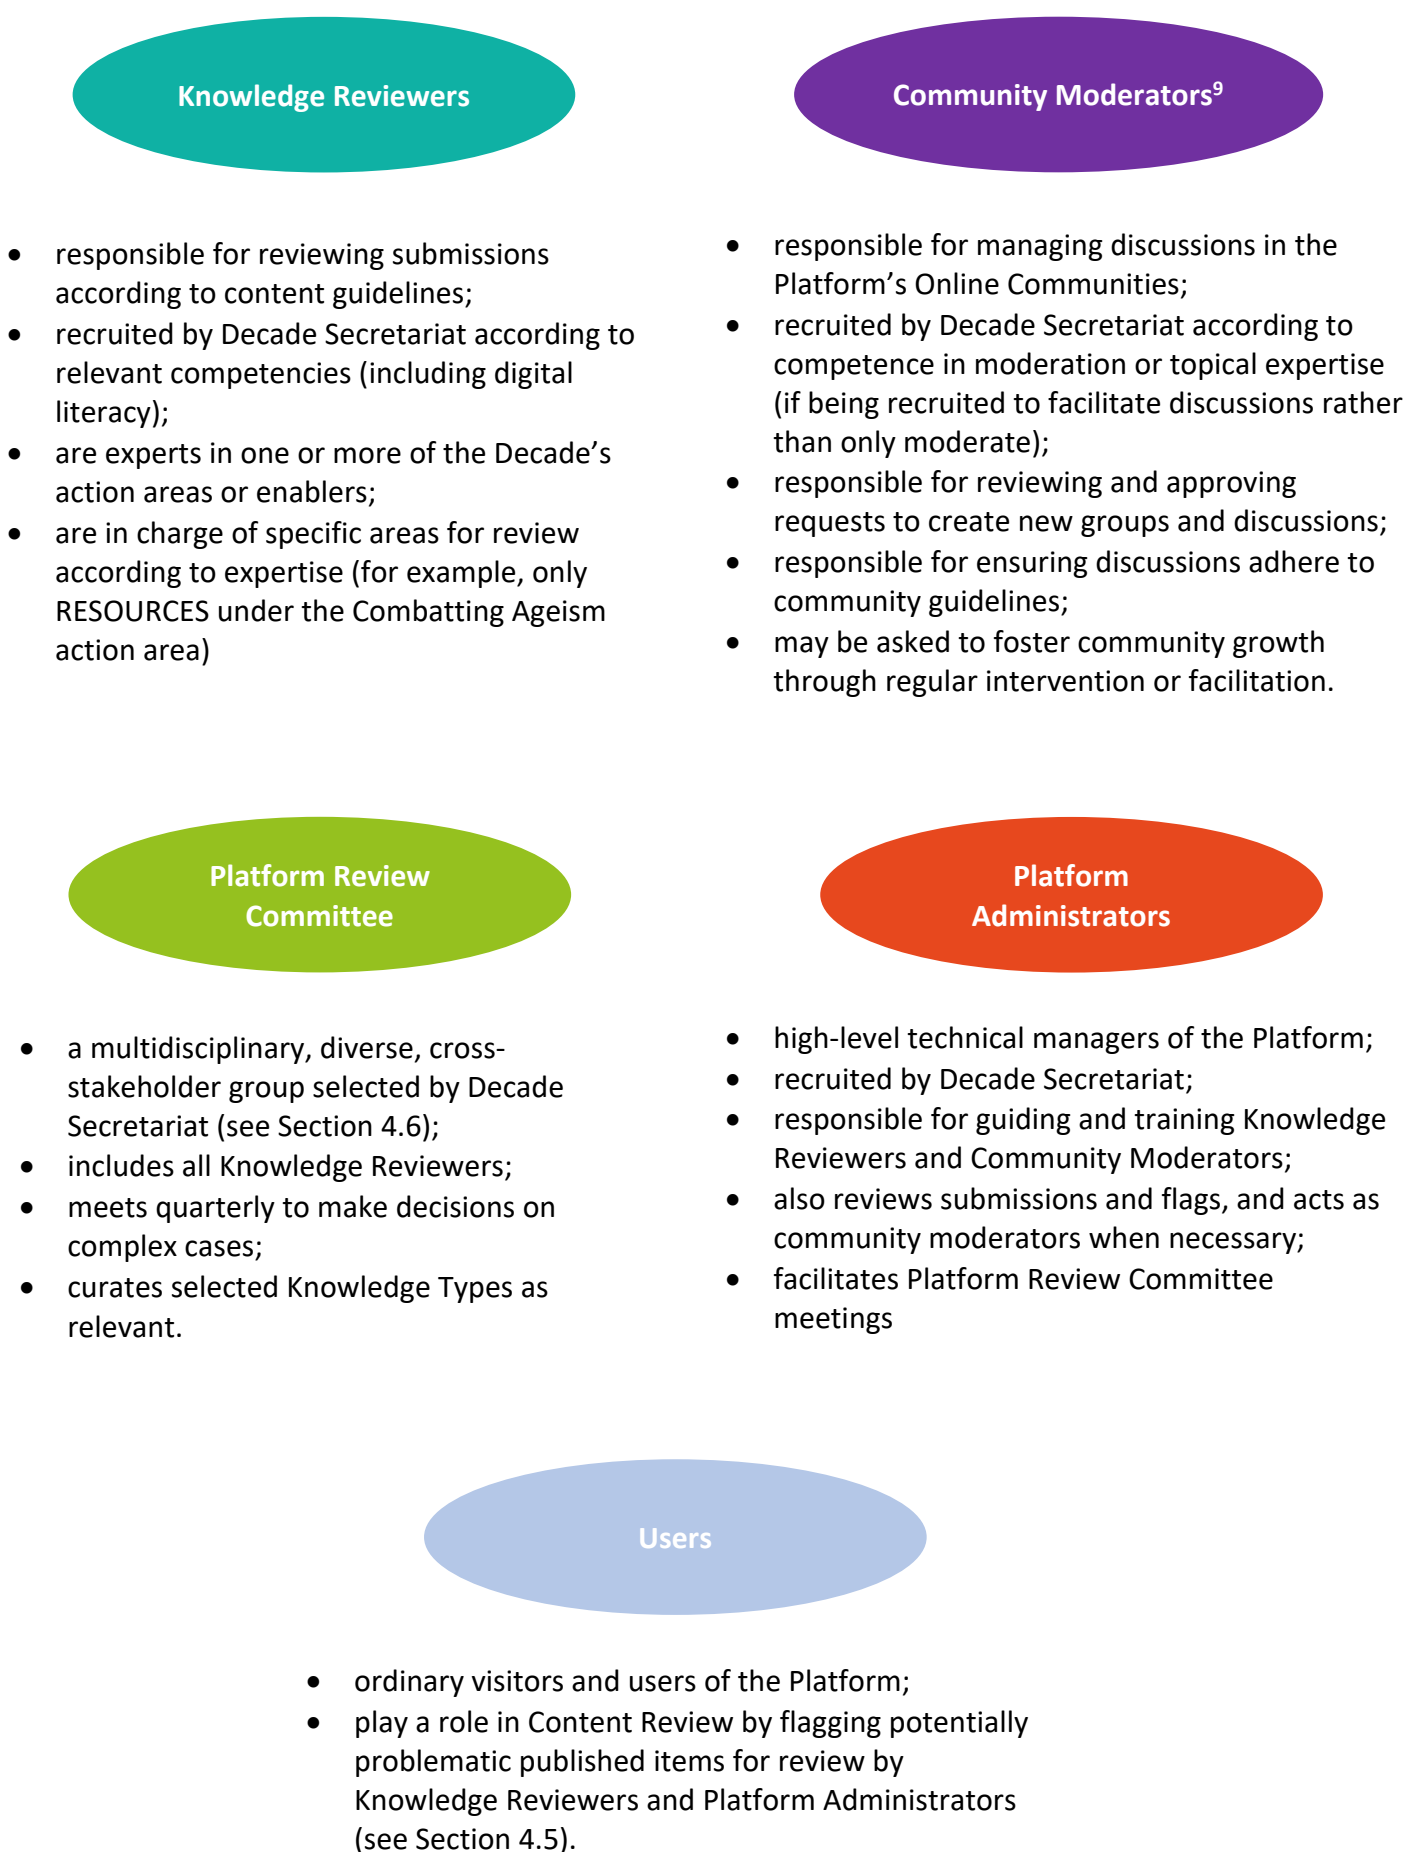 Knowledge Reviewers
• responsible for reviewing submissions
according to content guidelines;
• recruited by Decade Secretariat according to
relevant competencies (including digital
literacy);
• are experts in one or more of the Decade’s
action areas or enablers;
• are in charge of specific areas for review
according to expertise (for example, only
RESOURCES under the Combatting Ageism
action area)
Community Moderators⁹
• responsible for managing discussions in the
Platform’s Online Communities;
• recruited by Decade Secretariat according to
competence in moderation or topical expertise
(if being recruited to facilitate discussions rather
than only moderate);
• responsible for reviewing and approving
requests to create new groups and discussions;
• responsible for ensuring discussions adhere to
community guidelines;
• may be asked to foster community growth
through regular intervention or facilitation.
Platform Review
Committee
• a multidisciplinary, diverse, cross-
stakeholder group selected by Decade
Secretariat (see Section 4.6);
• includes all Knowledge Reviewers;
• meets quarterly to make decisions on
complex cases;
• curates selected Knowledge Types as
relevant.
Platform
Administrators
• high-level technical managers of the Platform;
• recruited by Decade Secretariat;
• responsible for guiding and training Knowledge
Reviewers and Community Moderators;
• also reviews submissions and flags, and acts as
community moderators when necessary;
• facilitates Platform Review Committee
meetings
Users
• ordinary visitors and users of the Platform;
• play a role in Content Review by flagging potentially
problematic published items for review by
Knowledge Reviewers and Platform Administrators
(see Section 4.5).